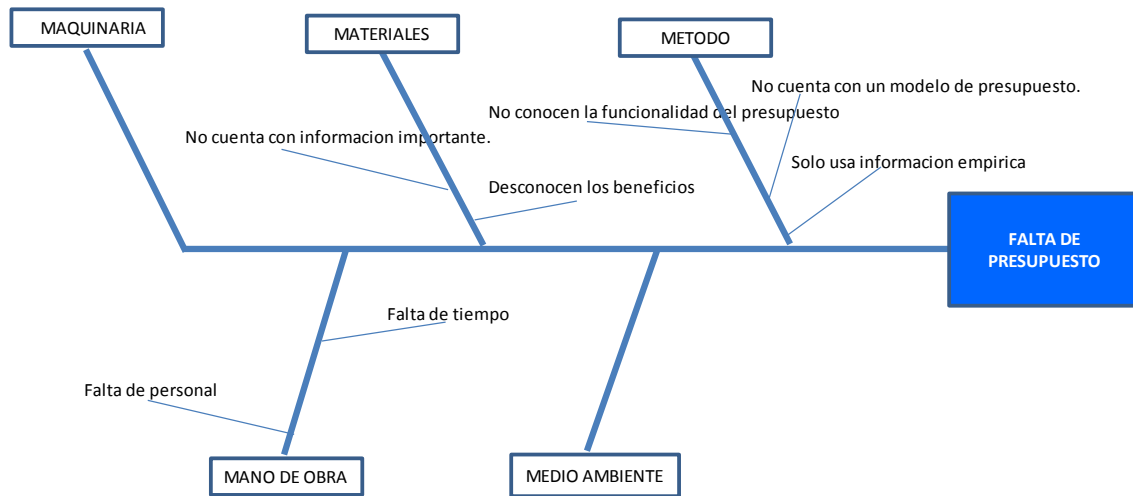 MAQUINARIA
MATERIALES
METODO
No cuenta con un modelo de presupuesto.
No conocen la funcionalidad del presupuesto
No cuenta con informacion importante.
Solo usa informacion empirica
Desconocen los beneficios
FALTA DE
PRESUPUESTO
Falta de tiempo
Falta de personal
MANO DE OBRA
MEDIO AMBIENTE